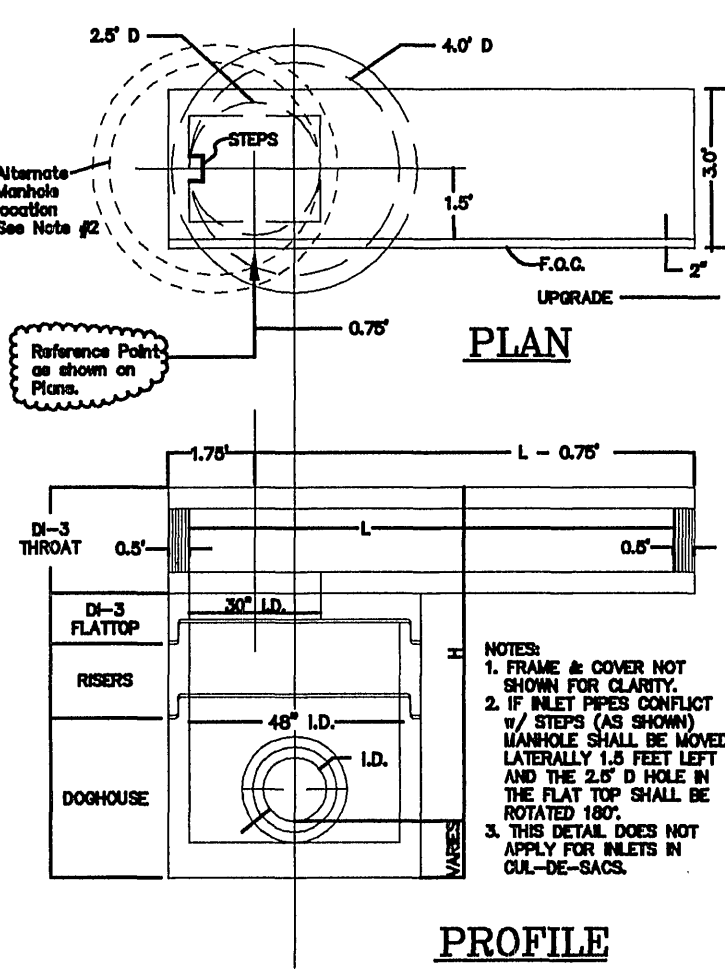 2.5' D
4.0' D
STEPS
Alternate
Manhole
Location
See Note #2
3.0'
1.5'
F.O.C.
2"
UPGRADE
0.75'
PLAN
Reference Point
as shown on
Plans.
1.75'
L - 0.75'
DI-3
THROAT
L
0.5'
0.5'
DI-3
FLATTOP
30" I.D.
H
RISERS
48" I.D.
I.D.
DOGHOUSE
VARIES
NOTES:
1. FRAME & COVER NOT
SHOWN FOR CLARITY.
2. IF INLET PIPES CONFLICT
w/ STEPS (AS SHOWN)
MANHOLE SHALL BE MOVED
LATERALLY 1.5 FEET LEFT
AND THE 2.5' D HOLE IN
THE FLAT TOP SHALL BE
ROTATED 180°.
3. THIS DETAIL DOES NOT
APPLY FOR INLETS IN
CUL-DE-SACS.
PROFILE